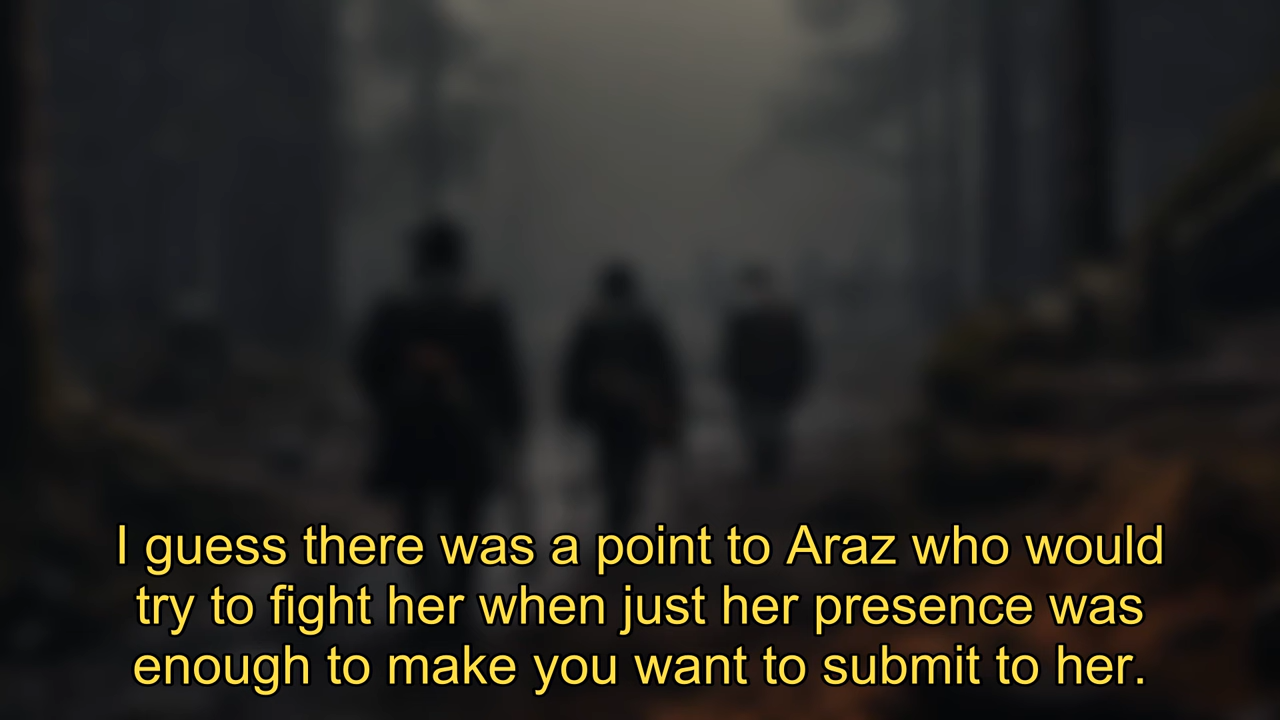 I guess there was a point to Araz who would
try to fight her when just her presence was
enough to make you want to submit to her.